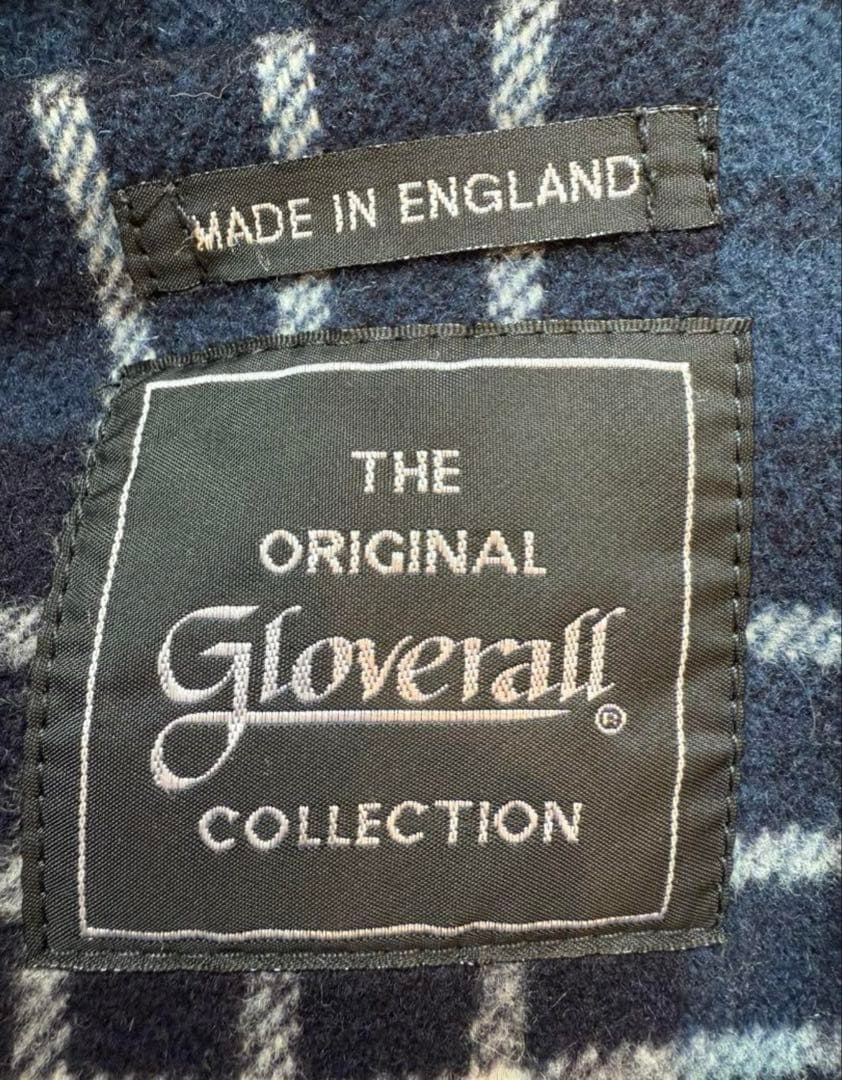 MADE IN ENGLAND
THE
ORIGINAL
Gloverall®
COLLECTION